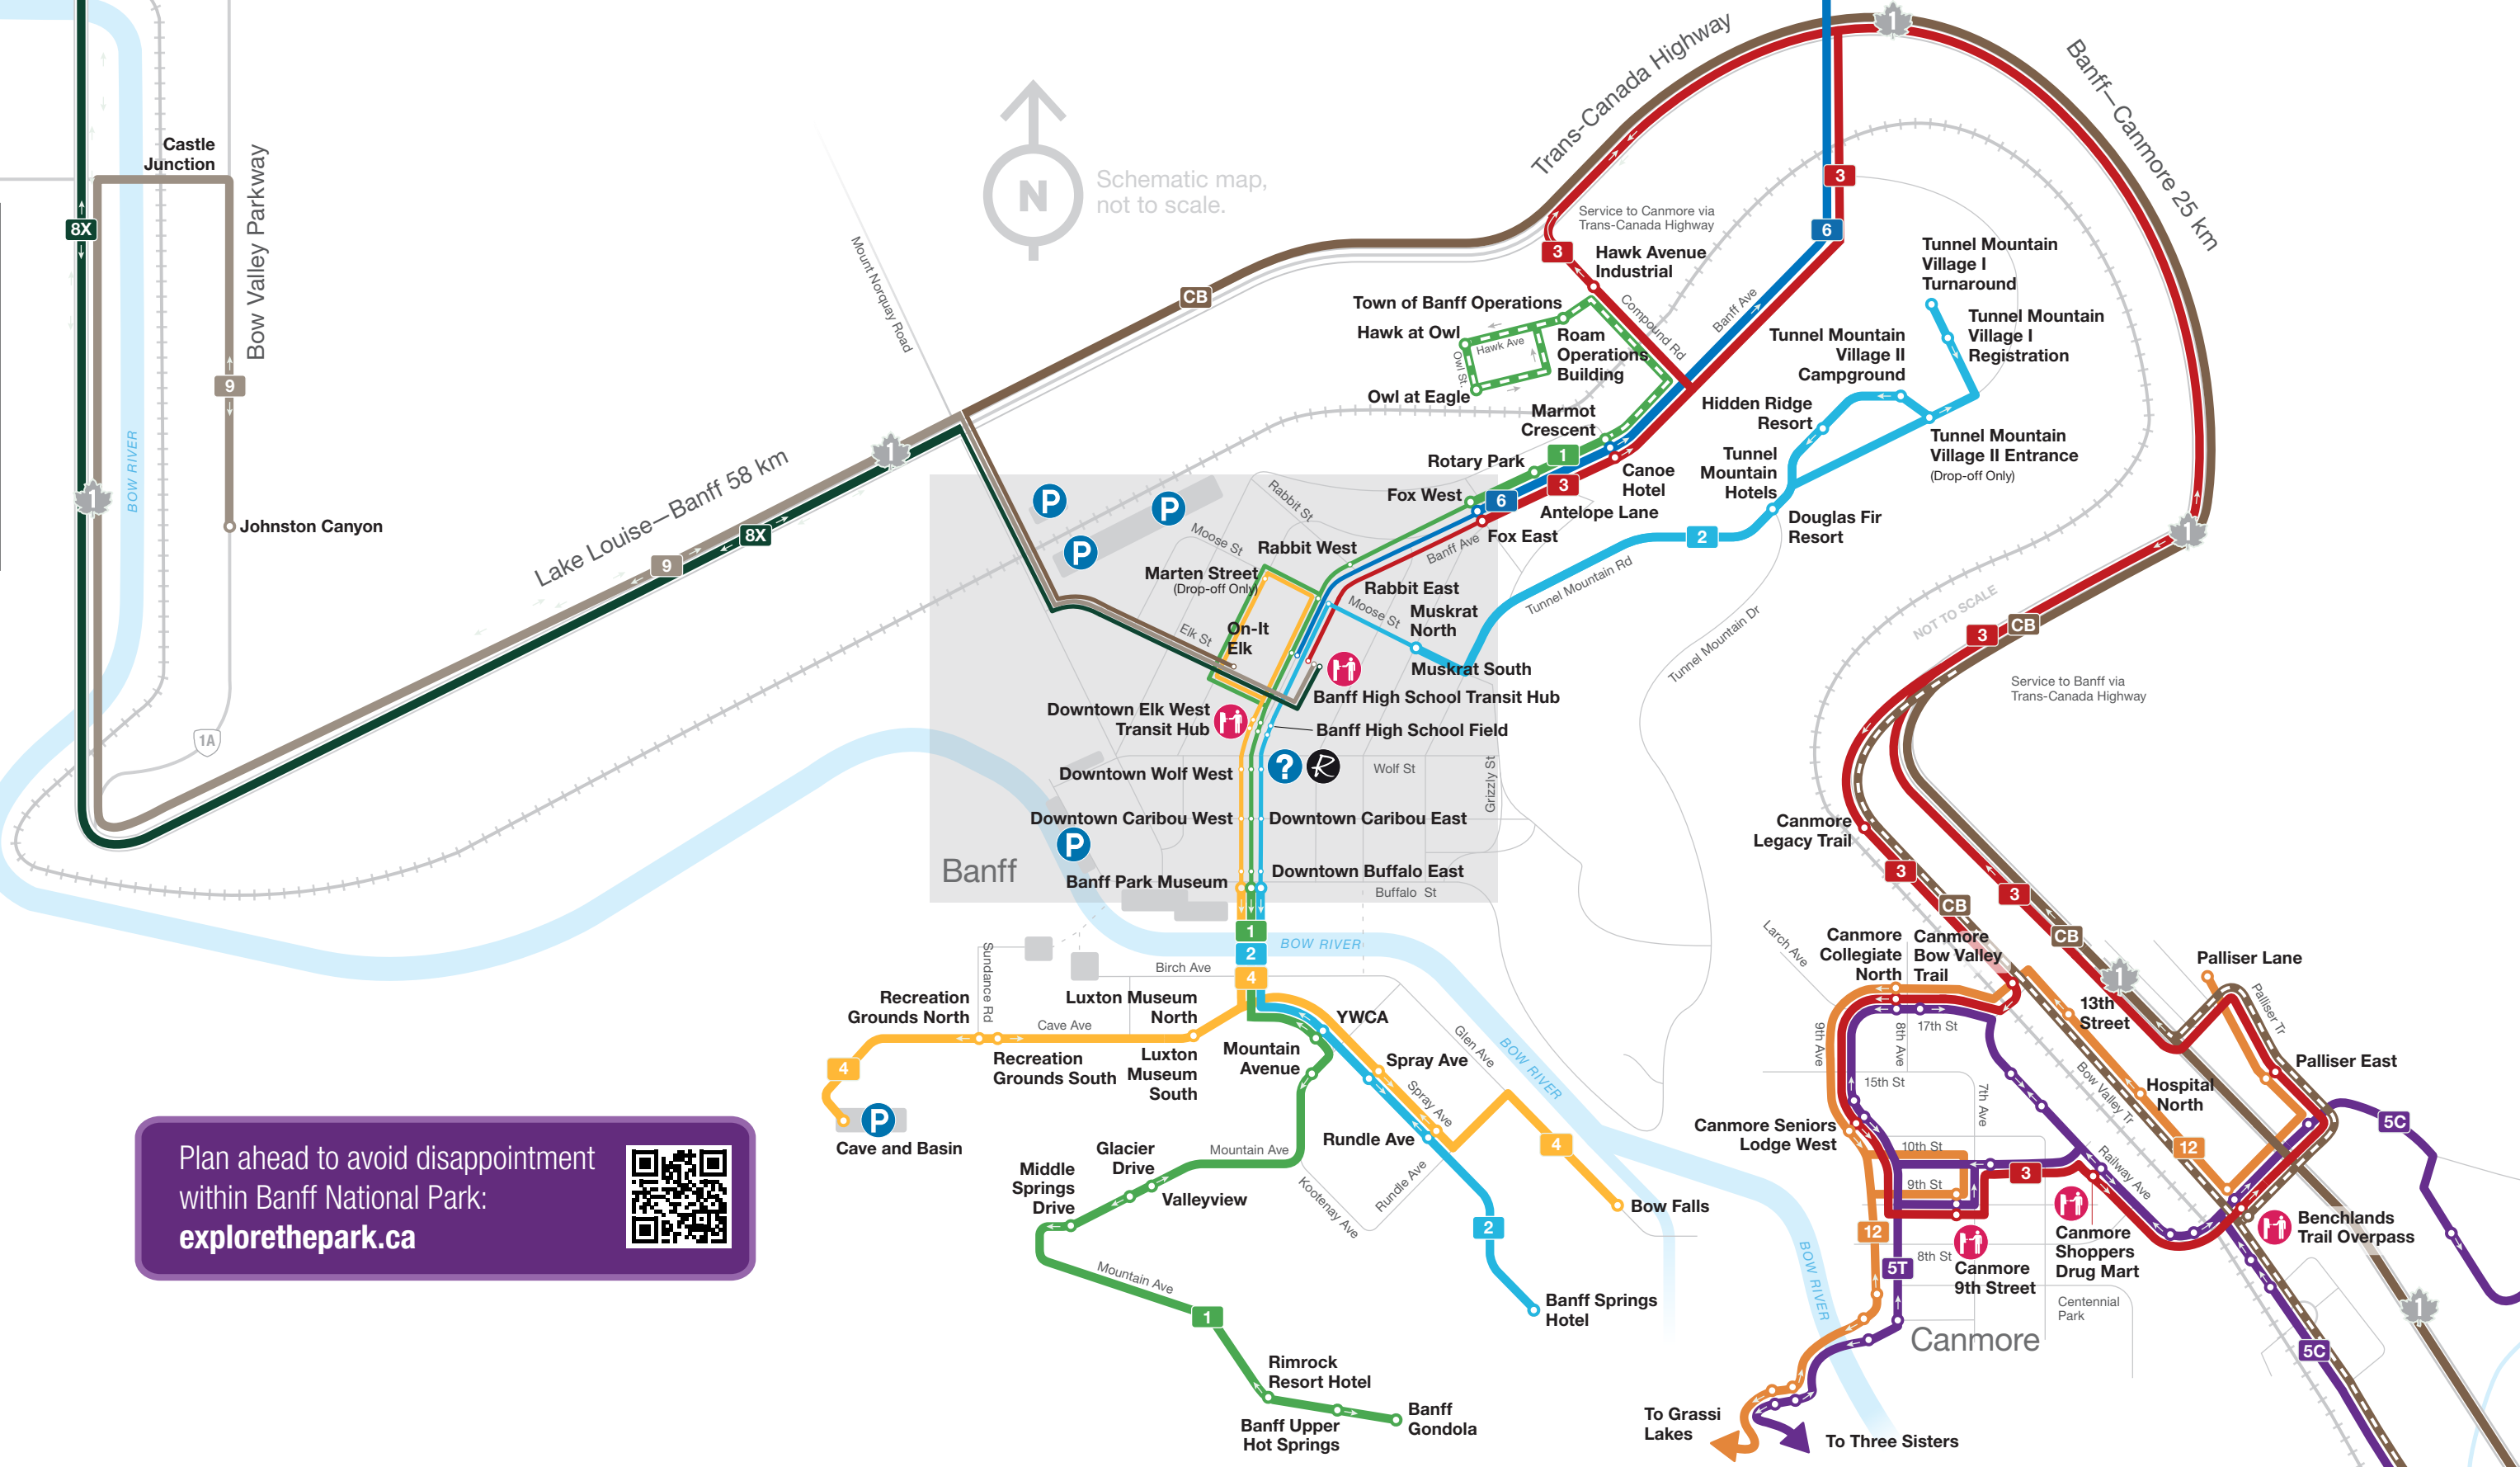 Castle
Junction
Bow Valley Parkway
8X
9
1
BOW RIVER
Johnston Canyon
1A
Lake Louise—Banff 58 km
9
8X
1
Mount Norquay Road
N
Schematic map,
not to scale.
CB
Trans-Canada Highway
1
Banff—Canmore 25 km
Service to Canmore via
Trans-Canada Highway
3
Hawk Avenue
Industrial
3
6
Town of Banff Operations
Hawk at Owl
Hawk Ave
Owl St.
Roam
Operations
Building
Owl at Eagle
Compound Rd
Banff Ave
Marmot
Crescent
Rotary Park
1
Fox West
6
3
Canoe
Hotel
Antelope Lane
Fox East
Banff Ave
Tunnel Mountain
Village I
Turnaround
Tunnel Mountain
Village I
Registration
Tunnel Mountain
Village II
Campground
Hidden Ridge
Resort
Tunnel Mountain
Village II Entrance
(Drop-off Only)
Tunnel
Mountain
Hotels
Douglas Fir
Resort
2
Tunnel Mountain Rd
Tunnel Mountain Dr
P
P
P
Rabbit St
Moose St
Rabbit West
Marten Street
(Drop-off Only)
Rabbit East
Moose St
Muskrat
North
Muskrat South
Elk St
On-It
Elk
Banff High School Transit Hub
Downtown Elk West
Transit Hub
Banff High School Field
Downtown Wolf West
?
R
Wolf St
Grizzly St
Downtown Caribou West
Downtown Caribou East
P
Banff
Downtown Buffalo East
Banff Park Museum
Buffalo St
1
2
4
BOW RIVER
Birch Ave
Sundance Rd
Recreation
Grounds North
Luxton Museum
North
Cave Ave
Recreation
Grounds South
Luxton
Museum
South
4
P
Cave and Basin
YWCA
Mountain
Avenue
Spray Ave
Spray Ave
Glen Ave
BOW RIVER
Rundle Ave
Rundle Ave
Kootenay Ave
4
Bow Falls
2
Banff Springs
Hotel
Glacier
Drive
Mountain Ave
Middle
Springs
Drive
Valleyview
Mountain Ave
1
Rimrock
Resort Hotel
Banff Upper
Hot Springs
Banff
Gondola
Plan ahead to avoid disappointment
within Banff National Park:
explorethepark.ca
1
NOT TO SCALE
3
CB
Service to Banff via
Trans-Canada Highway
Canmore
Legacy Trail
3
3
CB
CB
1
Larch Ave
Canmore
Collegiate
North
Canmore
Bow Valley
Trail
Palliser Lane
Palliser Tr
13th
Street
Palliser East
9th Ave
8th Ave
17th St
15th St
7th Ave
Bow Valley Tr
Hospital
North
12
5C
Canmore Seniors
Lodge West
10th St
9th St
3
Railway Ave
Benchlands
Trail Overpass
12
5T
8th St
Canmore
9th Street
Canmore
Shoppers
Drug Mart
Centennial
Park
BOW RIVER
Canmore
1
5C
To Grassi
Lakes
To Three Sisters